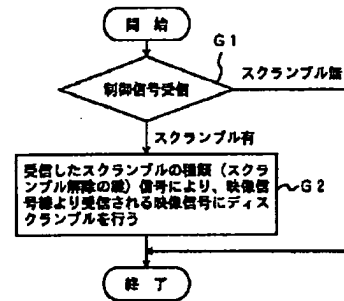 開始
G1
制御信号受信
スクランブル無
スクランブル有
受信したスクランブルの種類（スクラ
ンブル解除の鍵）信号により、映像信
号線より受信される映像信号にディス
クランブルを行う
G2
終了